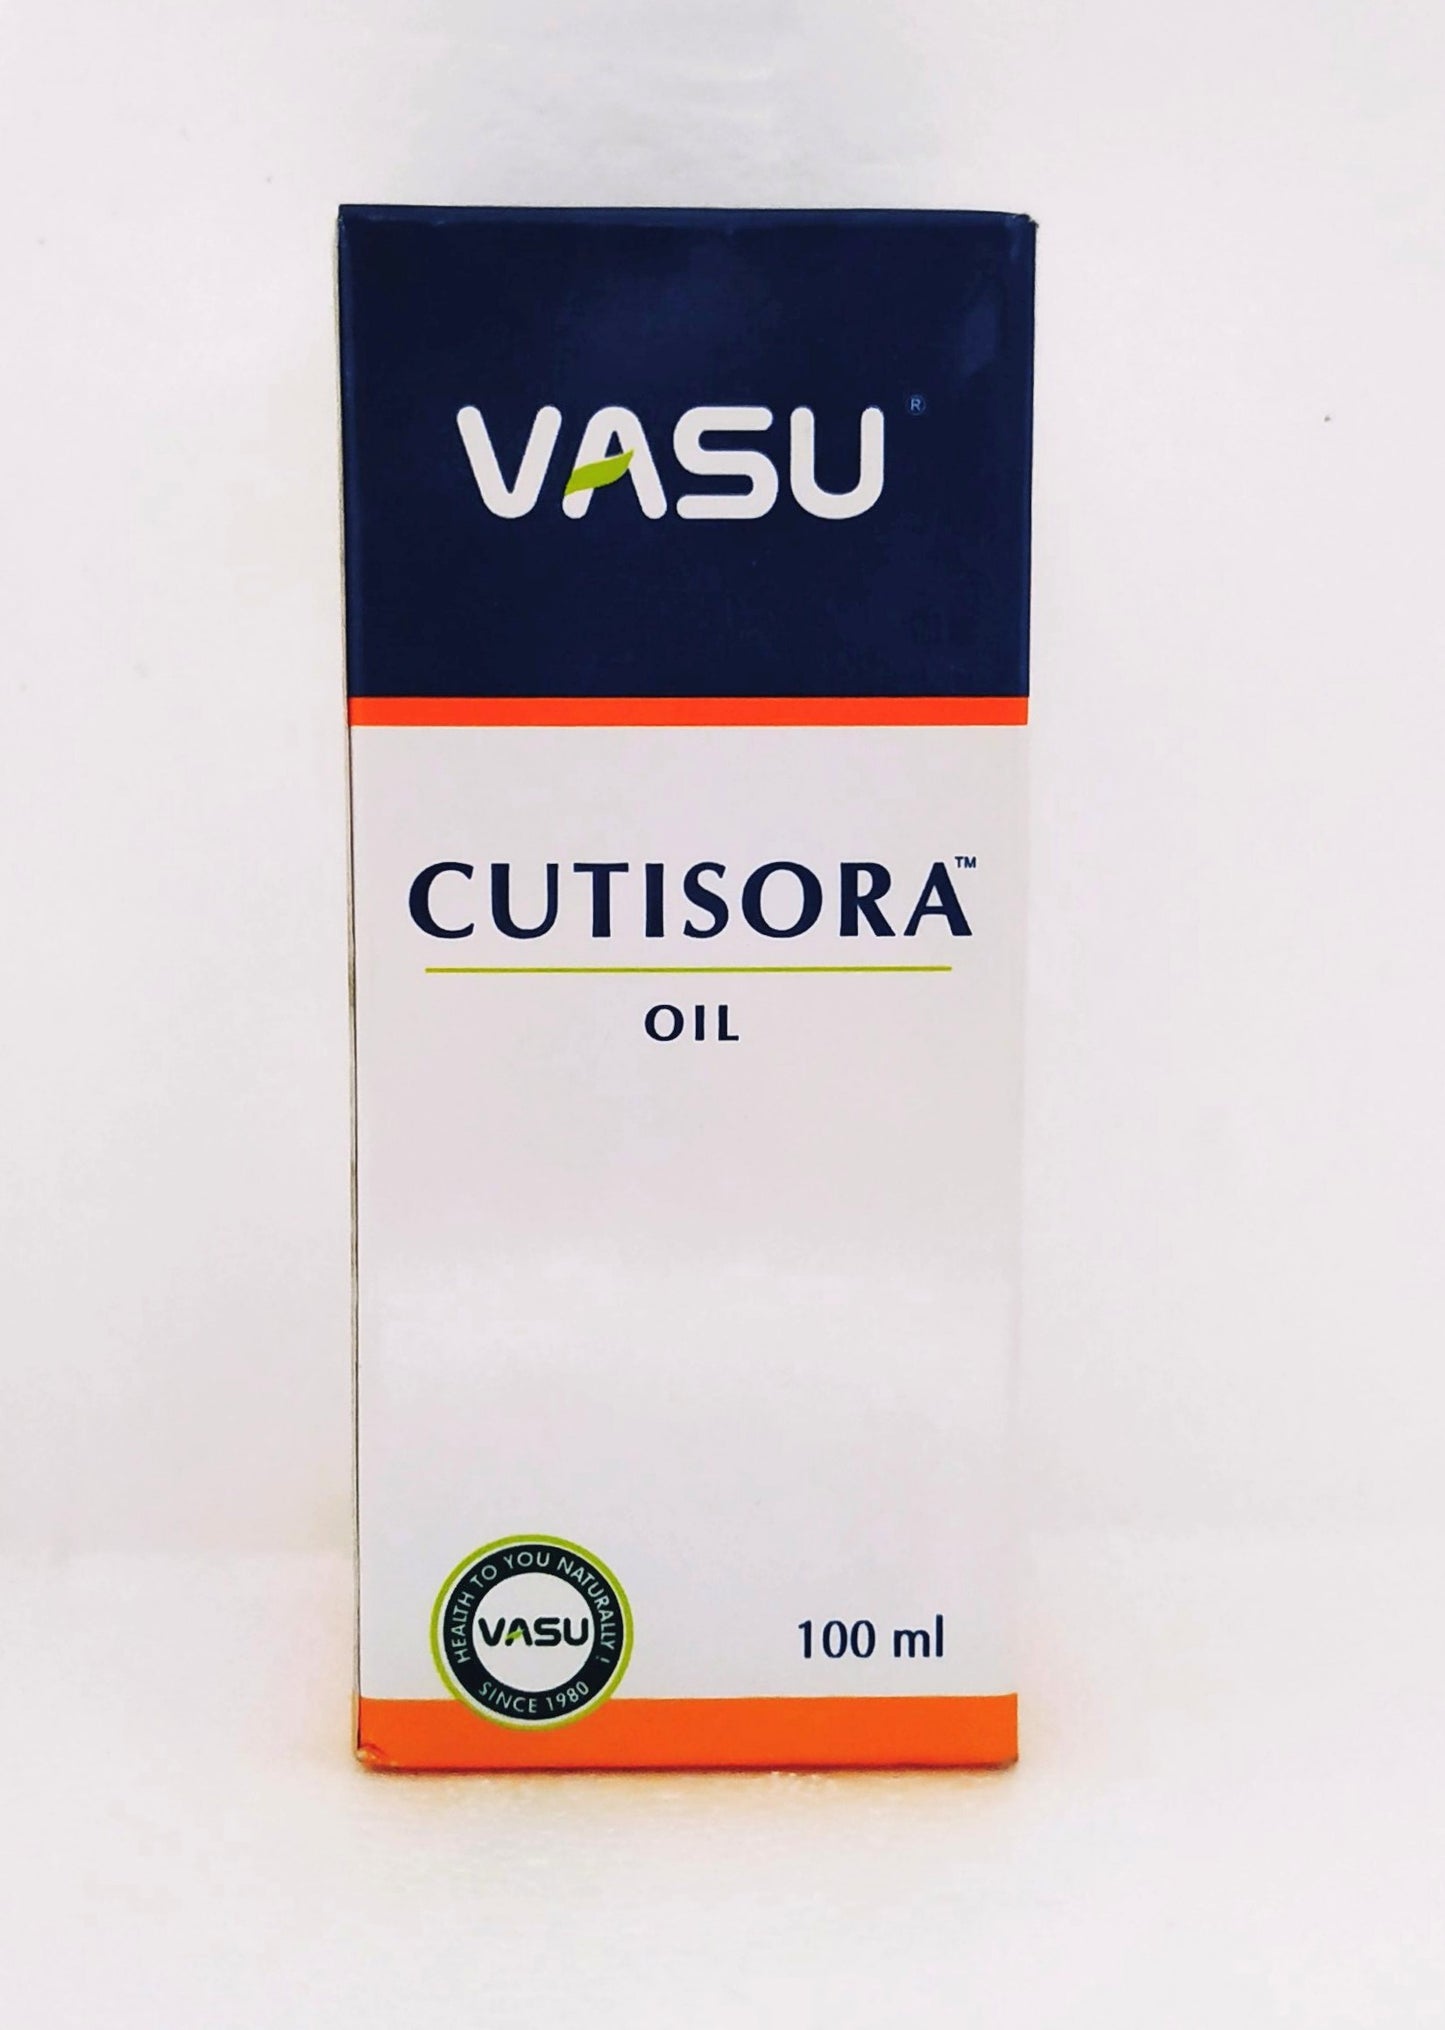 VASU ®
CUTISORA™
OIL
HEALTH TO YOU NATURALLY !
VASU
SINCE 1980
100 ml